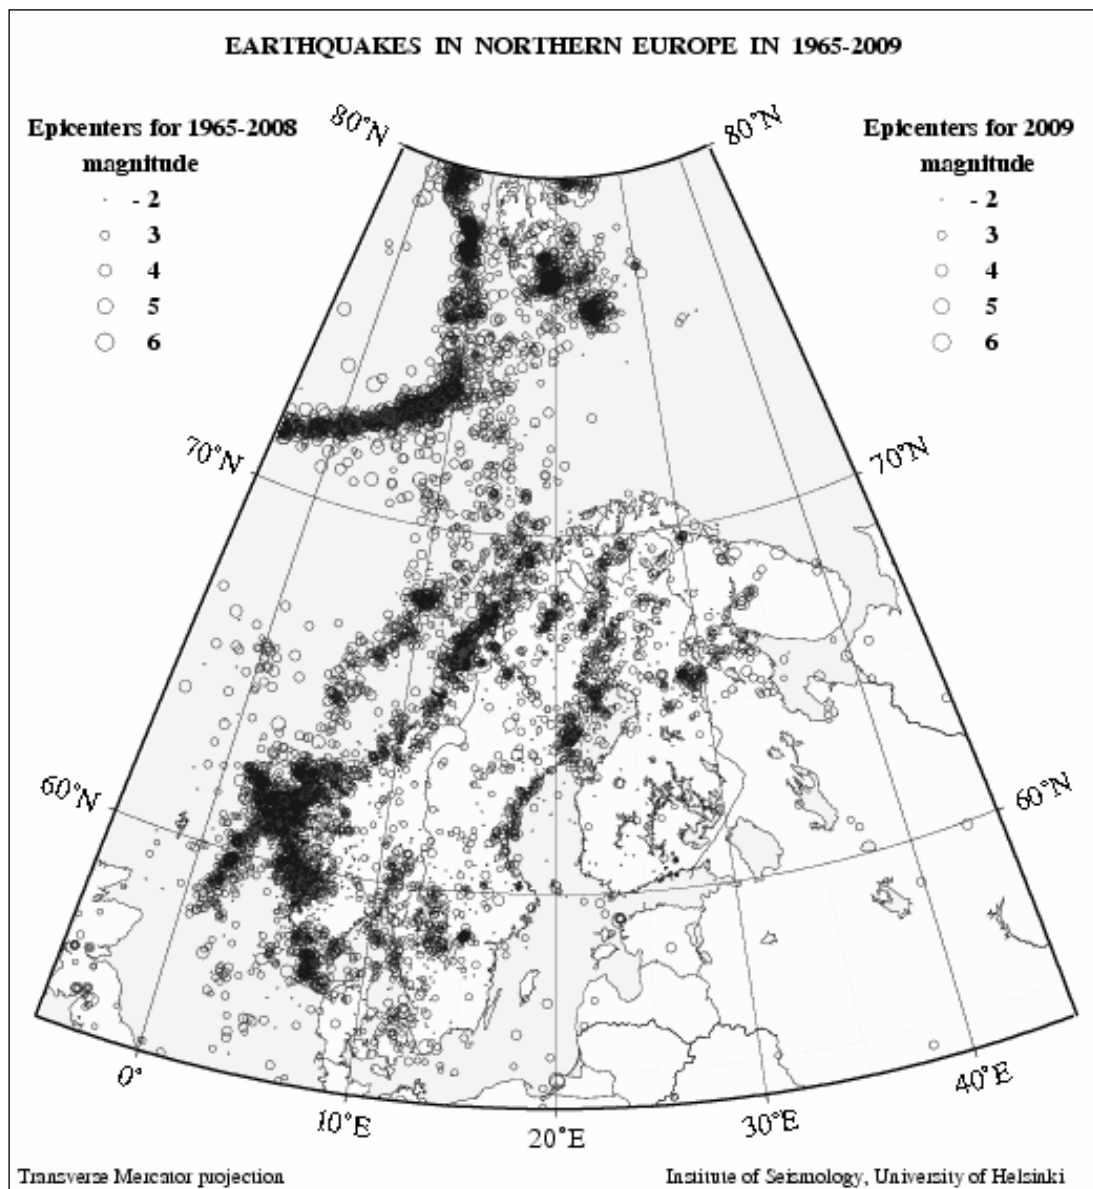 EARTHQUAKES IN NORTHERN EUROPE IN 1965-2009
Epicenters for 1965-2008
magnitude
- 2
3
4
5
6
Epicenters for 2009
magnitude
- 2
3
4
5
6
80°N
80°N
70°N
70°N
60°N
60°N
0°
10°E
20°E
30°E
40°E
Transverse Mercator projection
Institute of Seismology, University of Helsinki